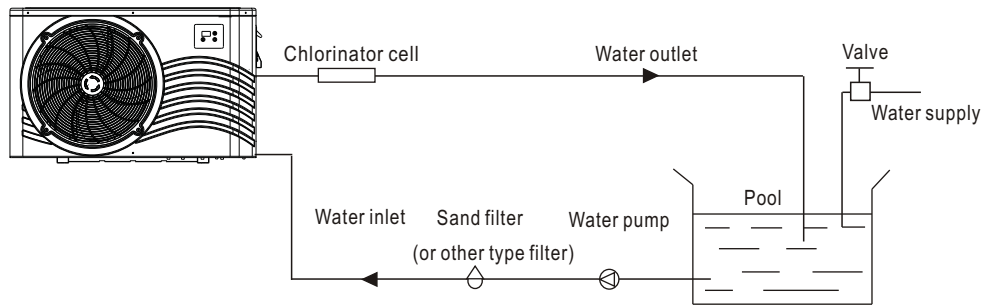 Chlorinator cell
Water outlet
Valve
Water supply
Pool
Water inlet
Sand filter
(or other type filter)
Water pump